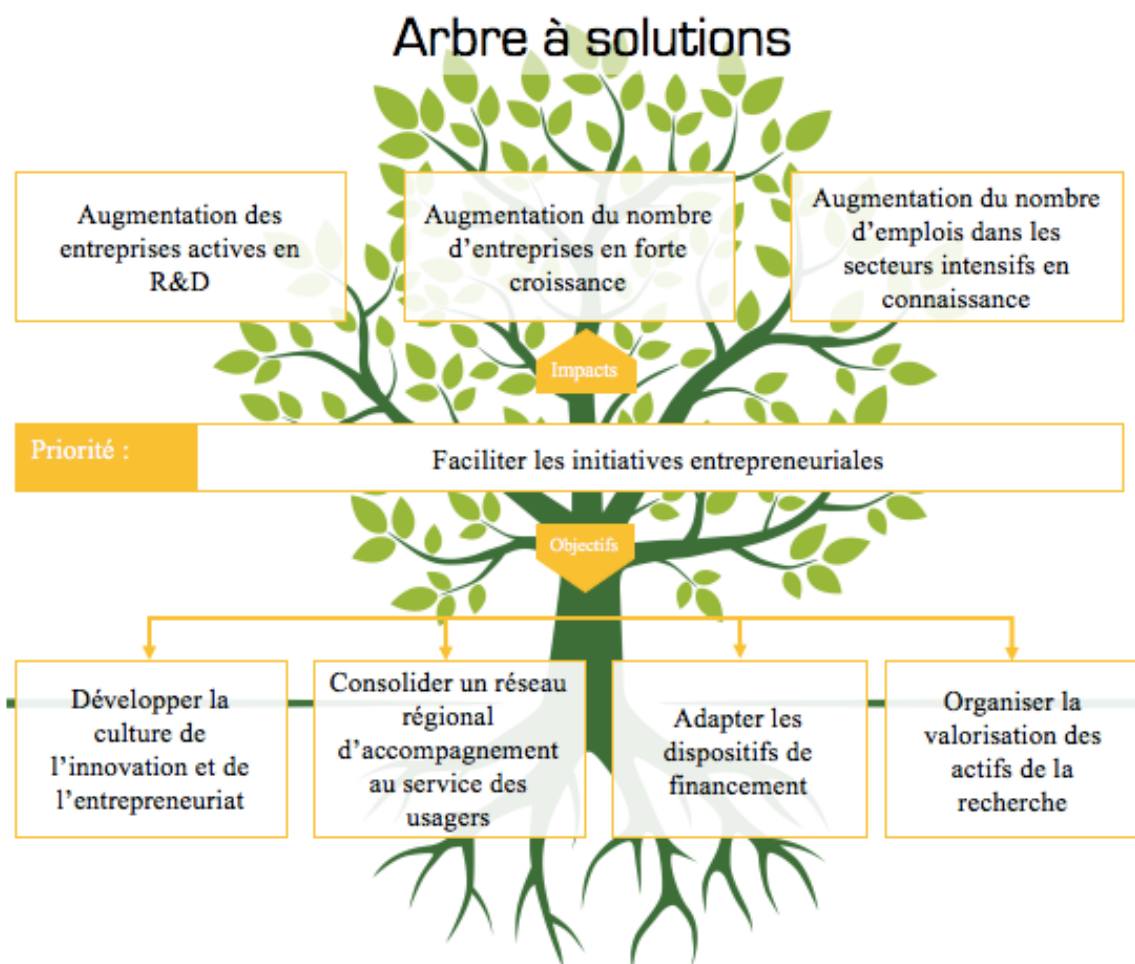 Arbre à solutions
Augmentation des
entreprises actives en
R&D
Augmentation du nombre
d'entreprises en forte
croissance
Augmentation du nombre
d'emplois dans les
secteurs intensifs en
connaissance
Impacts
Priorité :
Faciliter les initiatives entrepreneuriales
Objectifs
Développer la
culture de
l'innovation et de
l'entrepreneuriat
Consolider un réseau
régional
d'accompagnement
au service des
usagers
Adapter les
dispositifs de
financement
Organiser la
valorisation des
actifs de la
recherche